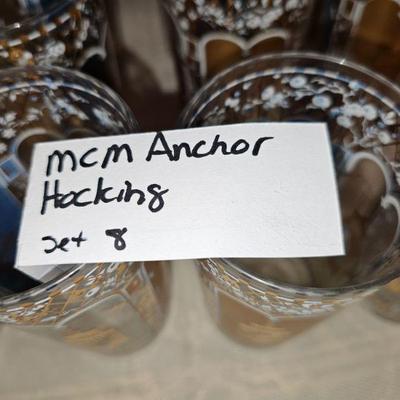 mcm Anchor
Hocking
set 8